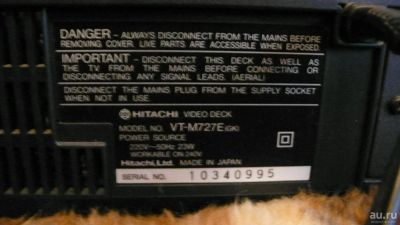 DANGER - ALWAYS DISCONNECT FROM THE MAINS BEFORE
REMOVING COVER. LIVE PARTS ARE ACCESSIBLE WHEN EXPOSED.
IMPORTANT - DISCONNECT THIS DECK AS WELL AS
THE TV FROM THE MAINS BEFORE CONNECTING OR
DISCONNECTING ANY SIGNAL LEADS. (AERIAL)
DISCONNECT THE MAINS PLUG FROM THE SUPPLY SOCKET
WHEN NOT IN USE.
HITACHI VIDEO DECK
MODEL NO. VT-M727E(GK)
POWER SOURCE
220V~50Hz 23W
WORKABLE ON 240V
Hitachi, Ltd. MADE IN JAPAN
SERIAL NO. 10340995
au.ru